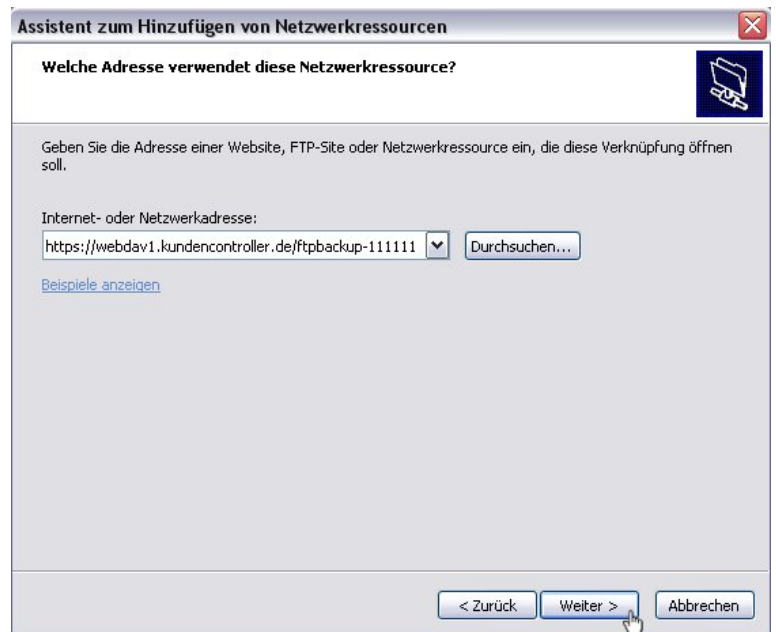 Assistent zum Hinzufügen von Netzwerkressourcen
Welche Adresse verwendet diese Netzwerkressource?
Geben Sie die Adresse einer Website, FTP-Site oder Netzwerkressource ein, die diese Verknüpfung öffnen
soll.
Internet- oder Netzwerkadresse:
https://webdav1.kundencontroller.de/ftpbackup-111111 Durchsuchen...
Beispiele anzeigen
< Zurück Weiter > Abbrechen